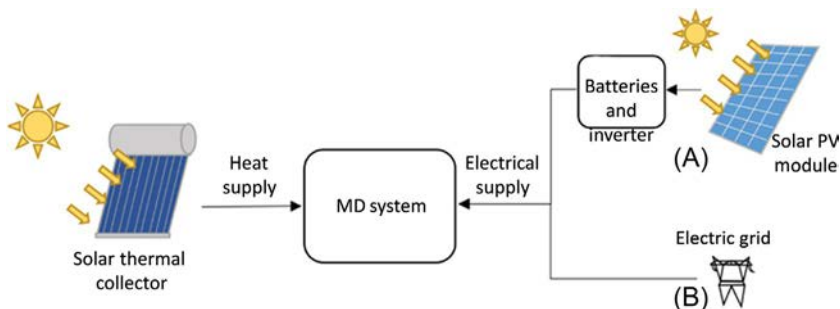 Heat
supply
Solar thermal
collector
MD system
Electrical
supply
Batteries
and
inverter
(A)
Solar PV
module
Electric grid
(B)